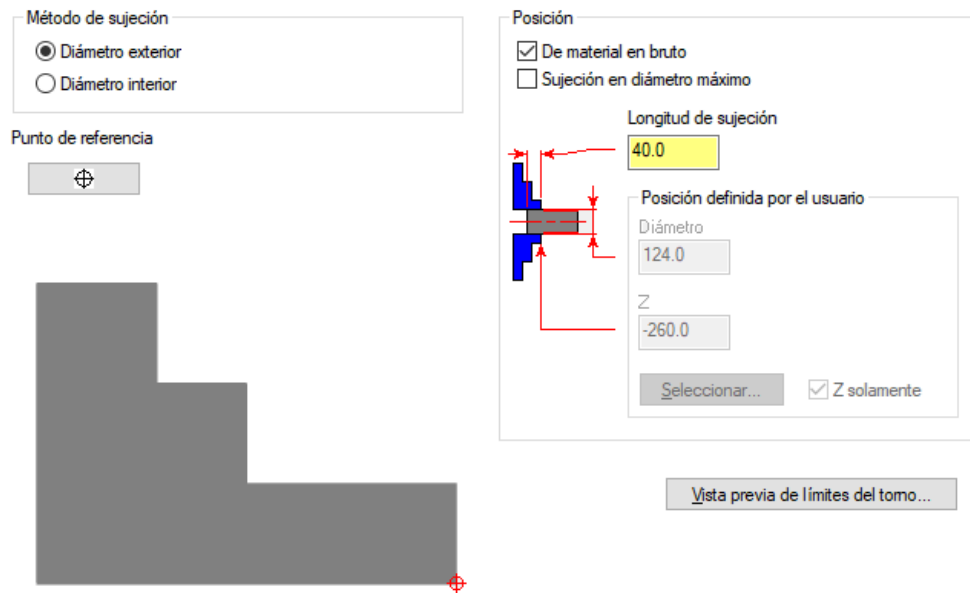 Método de sujeción
Diámetro exterior
Diámetro interior
Punto de referencia
Posición
De material en bruto
Sujeción en diámetro máximo
Longitud de sujeción
40.0
Posición definida por el usuario
Diámetro
124.0
Z
-260.0
Seleccionar...
Z solamente
Vista previa de límites del torno...